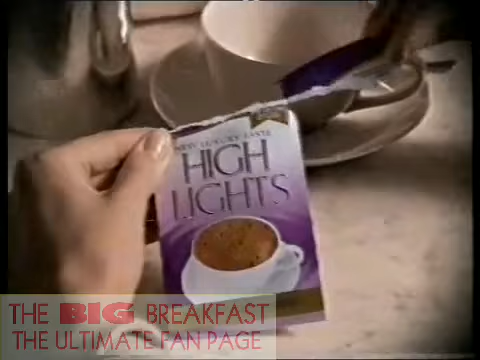 NEW LUXURY TASTE
HIGH
LIGHTS
THE BIG BREAKFAST
THE ULTIMATE FAN PAGE